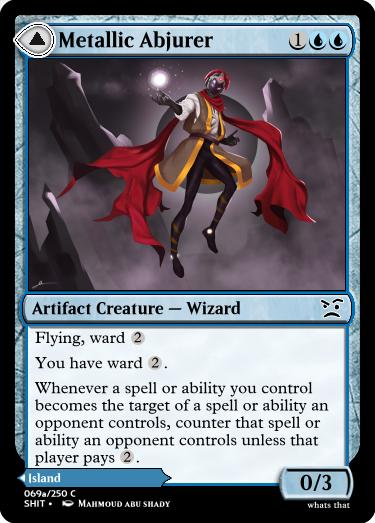 Metallic Abjurer 1
Artifact Creature — Wizard
Flying, ward 2
You have ward 2.
Whenever a spell or ability you control
becomes the target of a spell or ability an
opponent controls, counter that spell or
ability an opponent controls unless that
player pays 2.
Island
0/3
069a/250 C
SHIT • Mahmoud abu shady
whats that